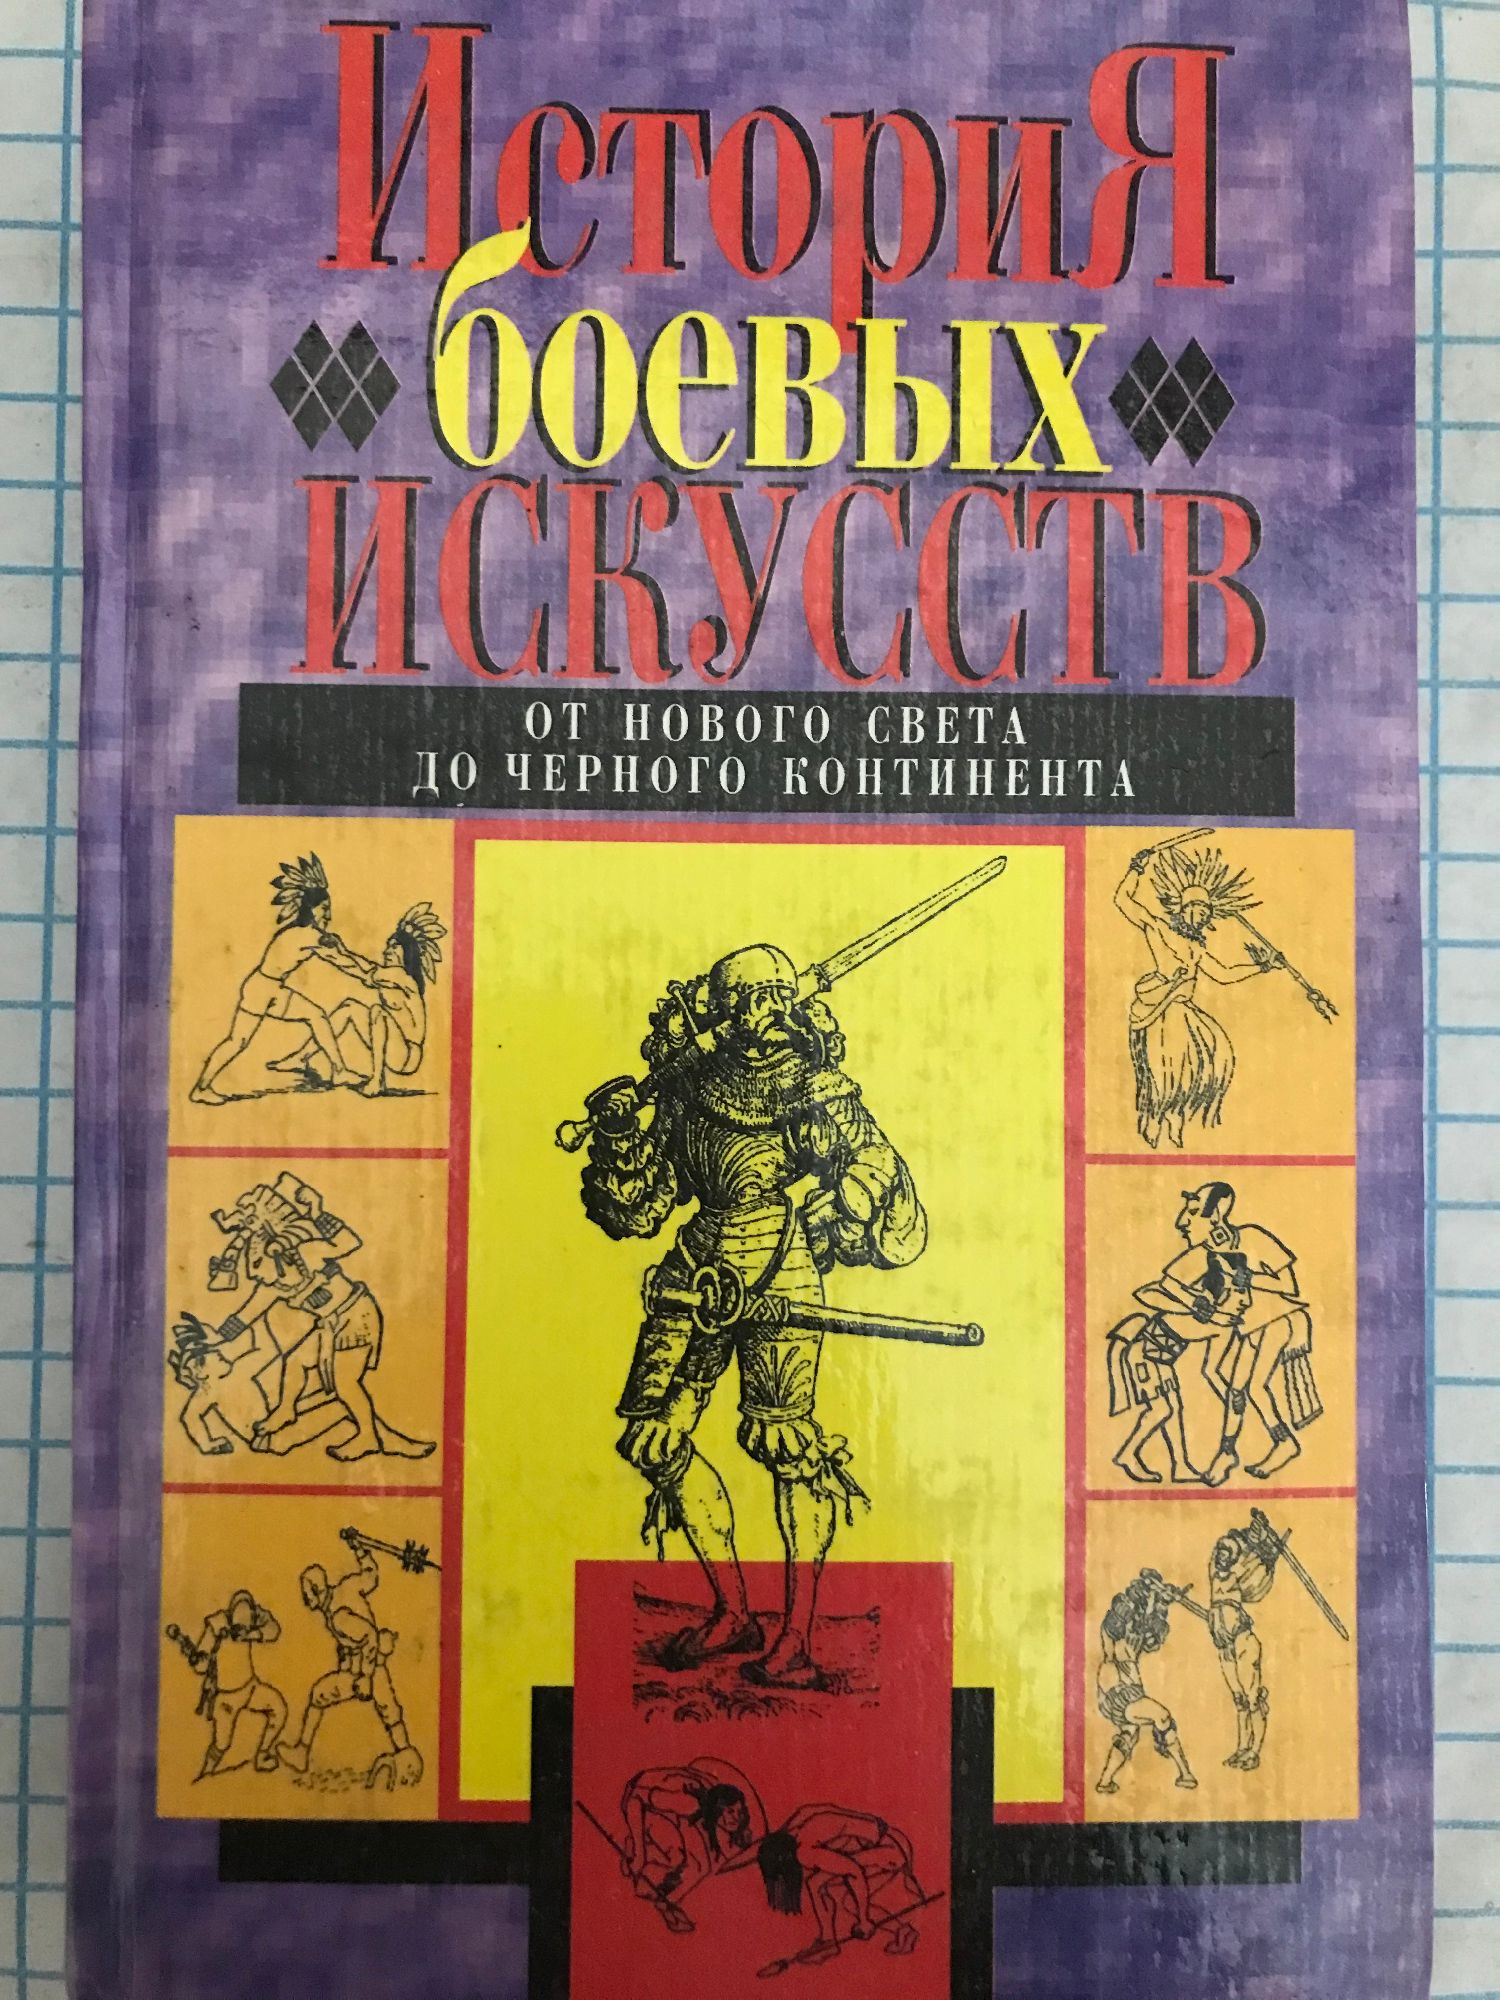 ИсториЯ
боевых
искусств
ОТ НОВОГО СВЕТА
ДО ЧЕРНОГО КОНТИНЕНТА